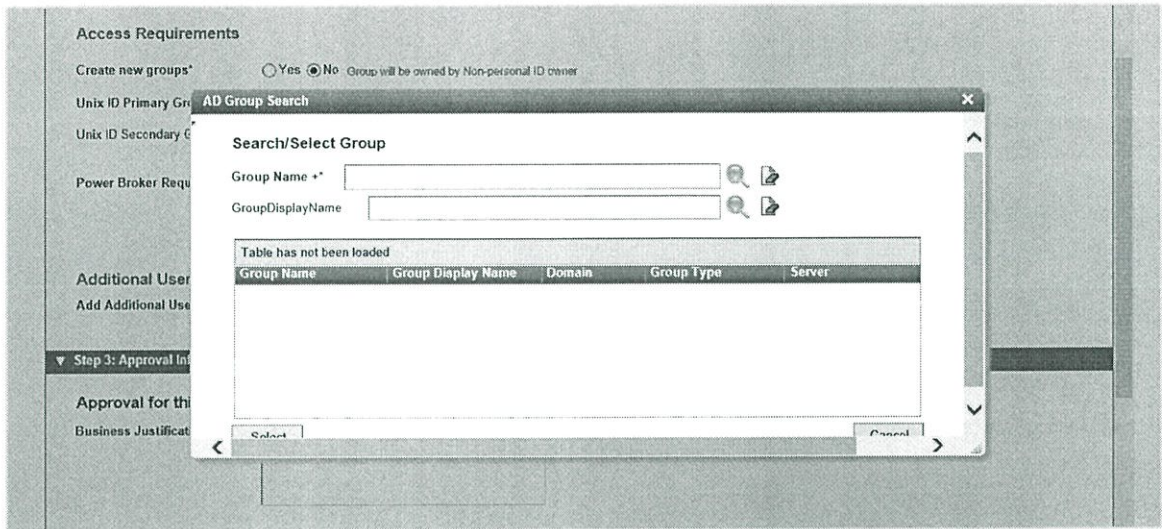 Access Requirements
Create new groups* Yes No Group will be owned by Non-personal ID owner
Unix ID Primary Gr
AD Group Search
Unix ID Secondary G
Search/Select Group
Group Name +*
Power Broker Requ
GroupDisplayName
Table has not been loaded
Group Name Group Display Name Domain Group Type Server
Additional User
Add Additional Use
Step 3: Approval Inf
Approval for thi
Business Justificat
Select Cancel